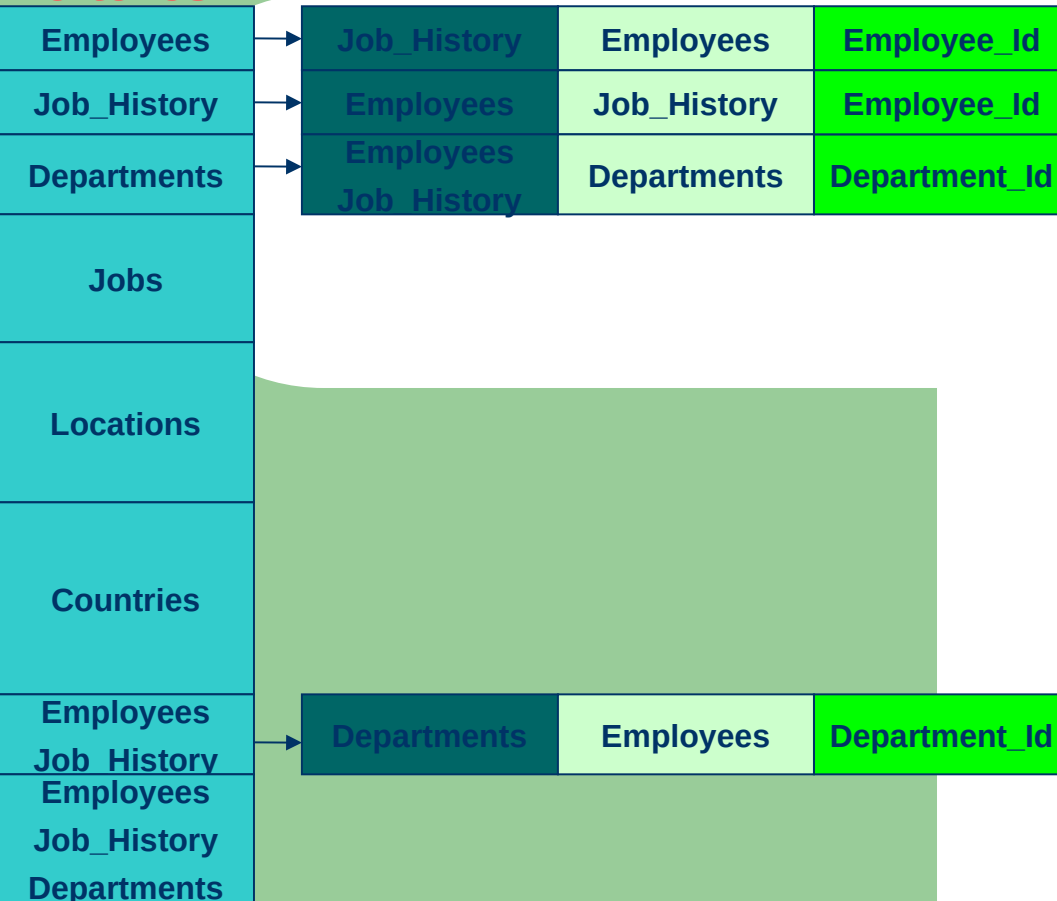 Employees Job_History Employees Employee_Id
Job_History Employees Job_History Employee_Id
Departments Employees Job_History Departments Department_Id
Jobs
Locations
Countries
Employees Job_History Departments Employees Department_Id
Employees
Job_History
Departments